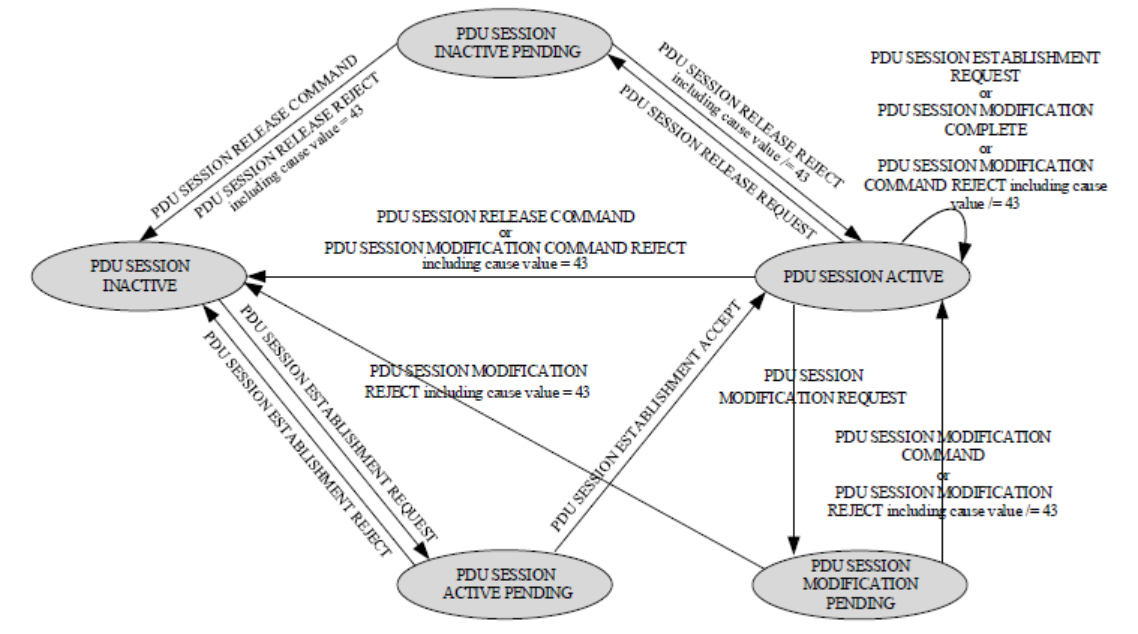 PDU SESSION
INACTIVE PENDING
PDU SESSION RELEASE COMMAND
PDU SESSION RELEASE REJECT
including cause value = 43
PDU SESSION RELEASE REJECT
including cause value /= 43
PDU SESSION RELEASE REQUEST
PDU SESSION ESTABLISHMENT
REQUEST
or
PDU SESSION MODIFICATION
COMPLETE
or
PDU SESSION MODIFICATION
COMMAND REJECT including cause
value /= 43
PDU SESSION RELEASE COMMAND
or
PDU SESSION MODIFICATION COMMAND REJECT
including cause value = 43
PDU SESSION
INACTIVE
PDU SESSION ACTIVE
PDU SESSION ESTABLISHMENT REQUEST
PDU SESSION ESTABLISHMENT REJECT
PDU SESSION MODIFICATION
REJECT including cause value = 43
PDU SESSION ESTABLISHMENT ACCEPT
PDU SESSION
MODIFICATION REQUEST
PDU SESSION MODIFICATION
COMMAND
or
PDU SESSION MODIFICATION
REJECT including cause value /= 43
PDU SESSION
ACTIVE PENDING
PDU SESSION
MODIFICATION
PENDING